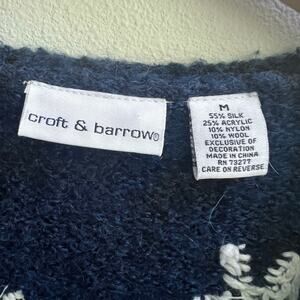 croft & barrow®
M
55% SILK
25% ACRYLIC
10% NYLON
10% WOOL
EXCLUSIVE OF
DECORATION
MADE IN CHINA
RN 73277
CARE ON REVERSE